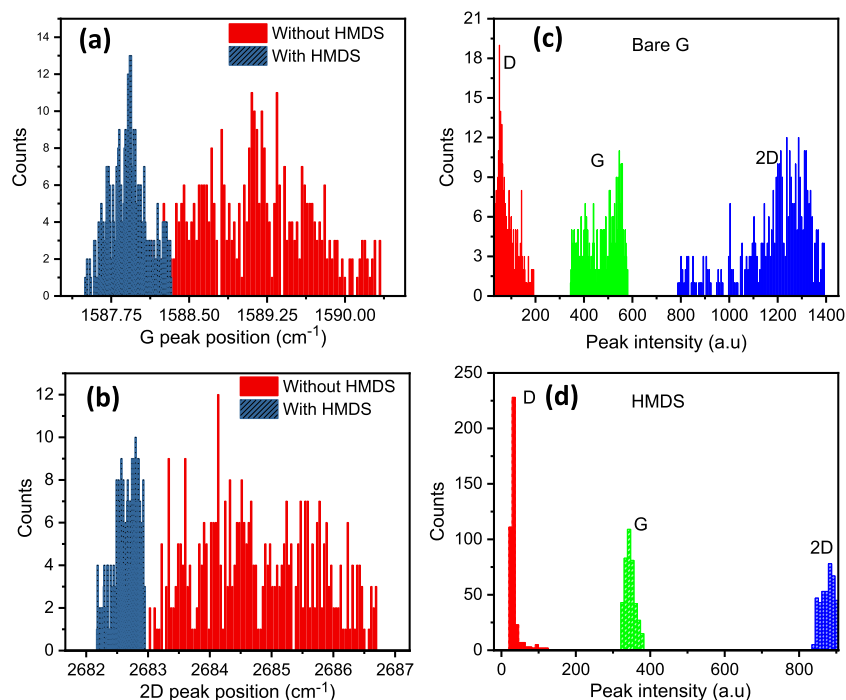 (a)
Without HMDS
With HMDS
14
12
10
8
6
4
2
0
Counts
1587.75 1588.50 1589.25 1590.00
G peak position (cm-1)
(c)
Bare G
D
G
2D
21
18
15
12
9
6
3
0
Counts
200 400 600 800 1000 1200 1400
Peak intensity (a.u)
(b)
Without HMDS
With HMDS
12
10
8
6
4
2
0
Counts
2682 2683 2684 2685 2686 2687
2D peak position (cm-1)
(d)
HMDS
D
G
2D
250
200
150
100
50
0
Counts
0 200 400 600 800
Peak intensity (a.u)